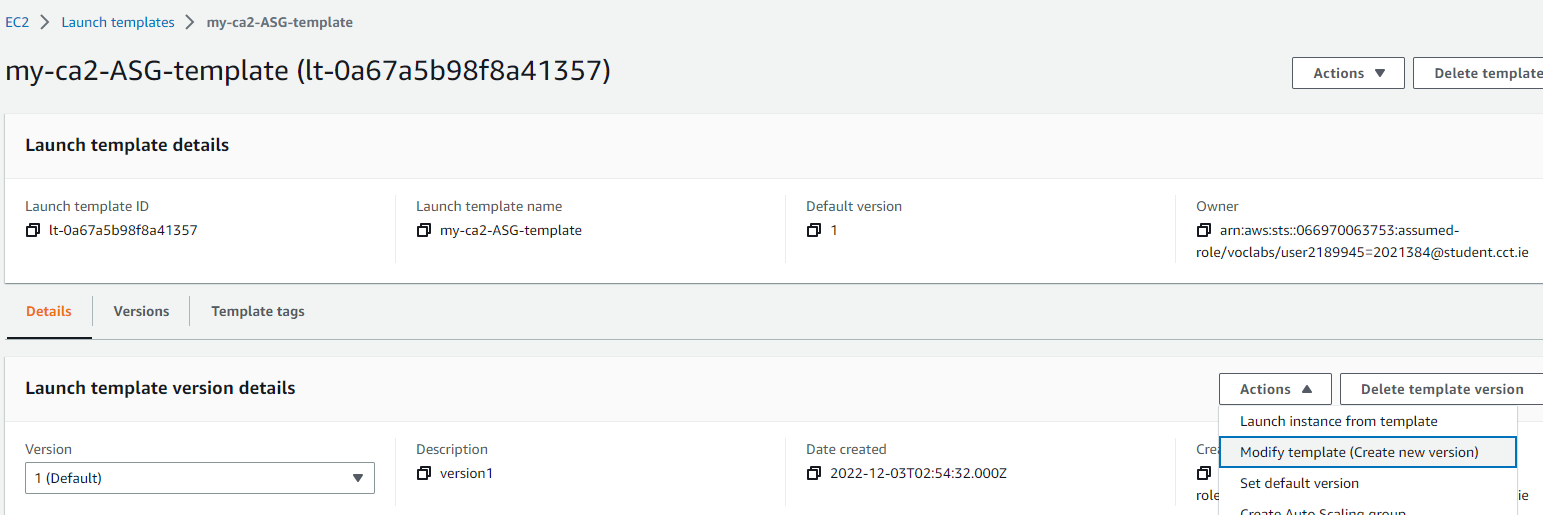 EC2 > Launch templates > my-ca2-ASG-template
my-ca2-ASG-template (lt-0a67a5b98f8a41357)
Actions
Delete template
Launch template details
Launch template ID
lt-0a67a5b98f8a41357
Launch template name
my-ca2-ASG-template
Default version
1
Owner
arn:aws:sts::066970063753:assumed-
role/voclabs/user2189945=2021384@student.cct.ie
Details
Versions
Template tags
Launch template version details
Actions
Delete template version
Launch instance from template
Modify template (Create new version)
Set default version
Create Auto Scaling group
Version
1 (Default)
Description
version1
Date created
2022-12-03T02:54:32.000Z
Cre
role
ie